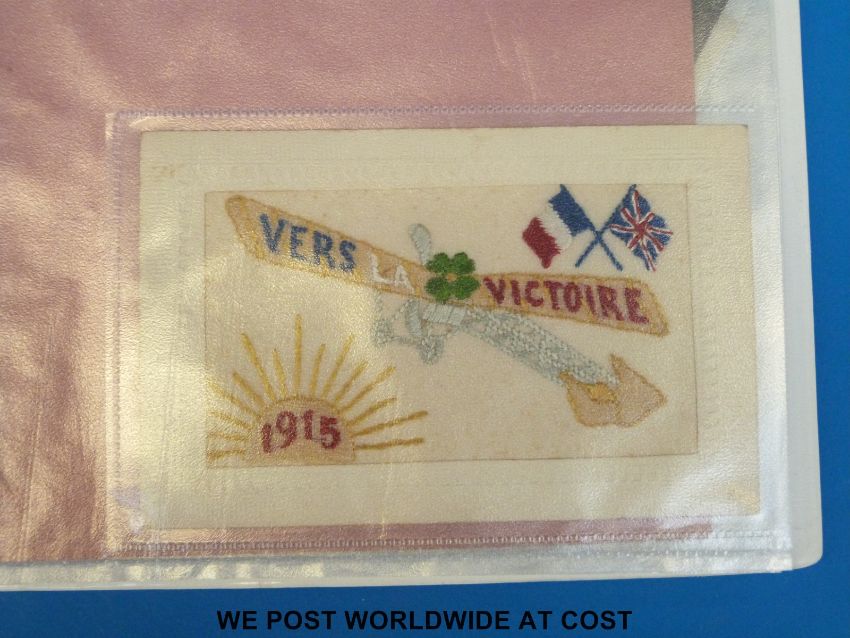 VERS LA VICTOIRE
1915
WE POST WORLDWIDE AT COST